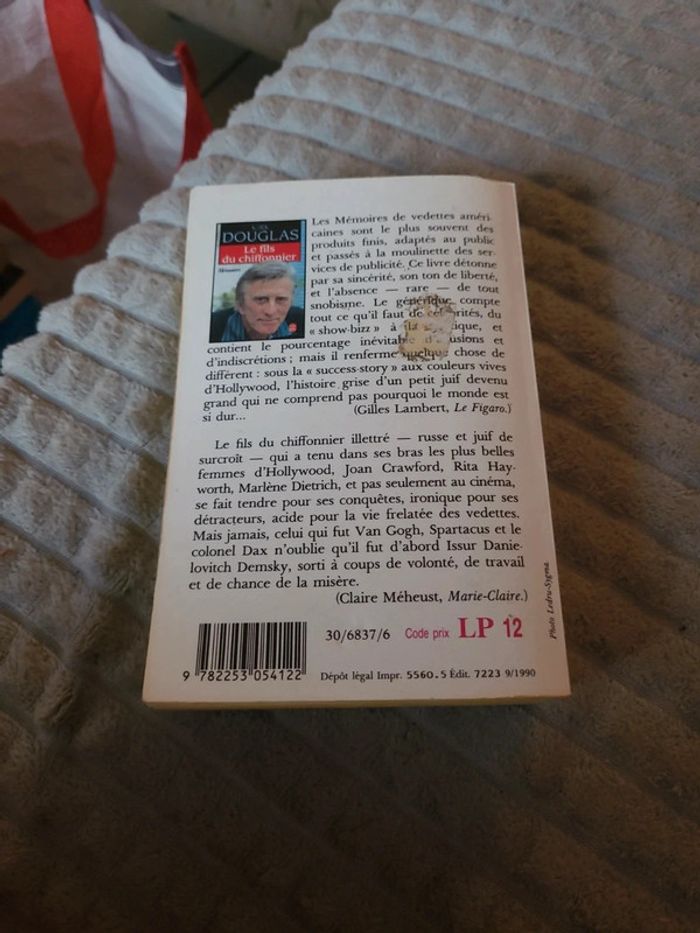 DOUGLAS
Le fils
du chiffonnier
Mémoires
Les Mémoires de vedettes améri-
caines sont le plus souvent des
produits finis, adaptés au public
et passés à la moulinette des ser-
vices de publicité. Ce livre détonne
par sa sincérité, son ton de liberté,
et l'absence — rare — de tout
snobisme. Le générique compte
tout ce qu'il faut de célébrités, du
« show-bizz » à la et
contient le pourcentage inévitable d'illusions et
d'indiscrétions ; mais il renferme quelque chose de
différent : sous la « success-story » aux couleurs vives
d'Hollywood, l'histoire grise d'un petit juif devenu
grand qui ne comprend pas pourquoi le monde est
si dur... (Gilles Lambert, Le Figaro.)
Le fils du chiffonnier illettré — russe et juif de
surcroît — qui a tenu dans ses bras les plus belles
femmes d'Hollywood, Joan Crawford, Rita Hay-
worth, Marlène Dietrich, et pas seulement au cinéma,
se fait tendre pour ses conquêtes, ironique pour ses
détracteurs, acide pour la vie frelatée des vedettes.
Mais jamais, celui qui fut Van Gogh, Spartacus et le
colonel Dax n'oublie qu'il fut d'abord Issur Danie-
lovitch Demsky, sorti à coups de volonté, de travail
et de chance de la misère.
(Claire Méheust, Marie-Claire.)
Photo Ledru-Sygma
30/6837/6 Code prix LP 12
9 782253 054122
Dépôt légal Impr. 5560.5 Édit. 7223 9/1990